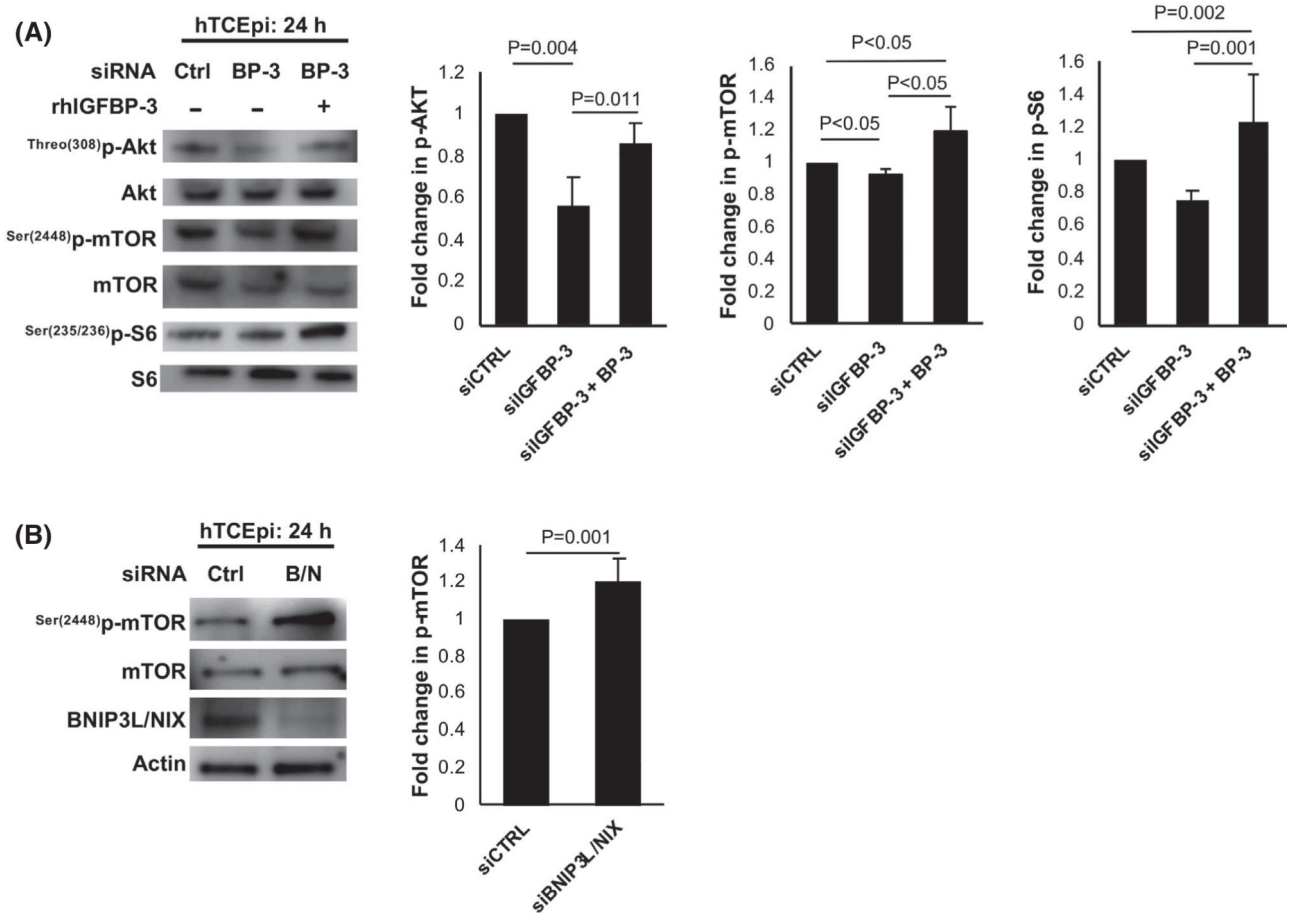 (A)
hTCEpi: 24 h
siRNA Ctrl BP-3 BP-3
rhIGFBP-3 – – +
Threo(308)p-Akt
Akt
Ser(2448)p-mTOR
mTOR
Ser(235/236)p-S6
S6
Fold change in p-AKT
P=0.004
P=0.011
1
0.8
0.6
0.4
0.2
0
siCTRL
siIGFBP-3
siIGFBP-3 + BP-3
Fold change in p-mTOR
P<0.05
P<0.05
P<0.05
1.6
1.4
1.2
1
0.8
0.6
0.4
0.2
0
siCTRL
siIGFBP-3
siIGFBP-3 + BP-3
Fold change in p-S6
P=0.002
P=0.001
1.6
1.4
1.2
1
0.8
0.6
0.4
0.2
0
siCTRL
siIGFBP-3
siIGFBP-3 + BP-3
(B)
hTCEpi: 24 h
siRNA Ctrl B/N
Ser(2448)p-mTOR
mTOR
BNIP3L/NIX
Actin
Fold change in p-mTOR
P=0.001
1.4
1.2
1
0.8
0.6
0.4
0.2
0
siCTRL
siBNIP3L/NIX